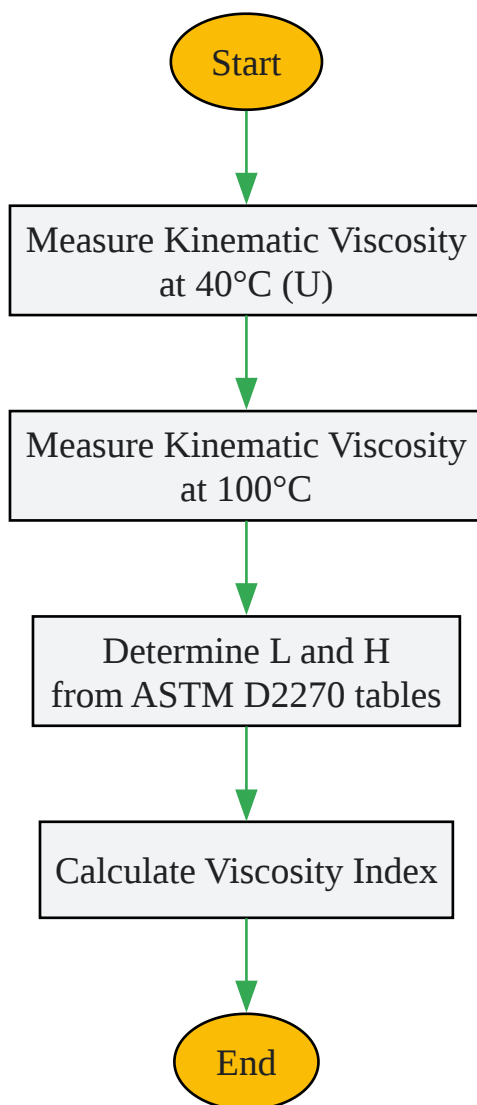 Start
Measure Kinematic Viscosity
at 40°C (U)
Measure Kinematic Viscosity
at 100°C
Determine L and H
from ASTM D2270 tables
Calculate Viscosity Index
End